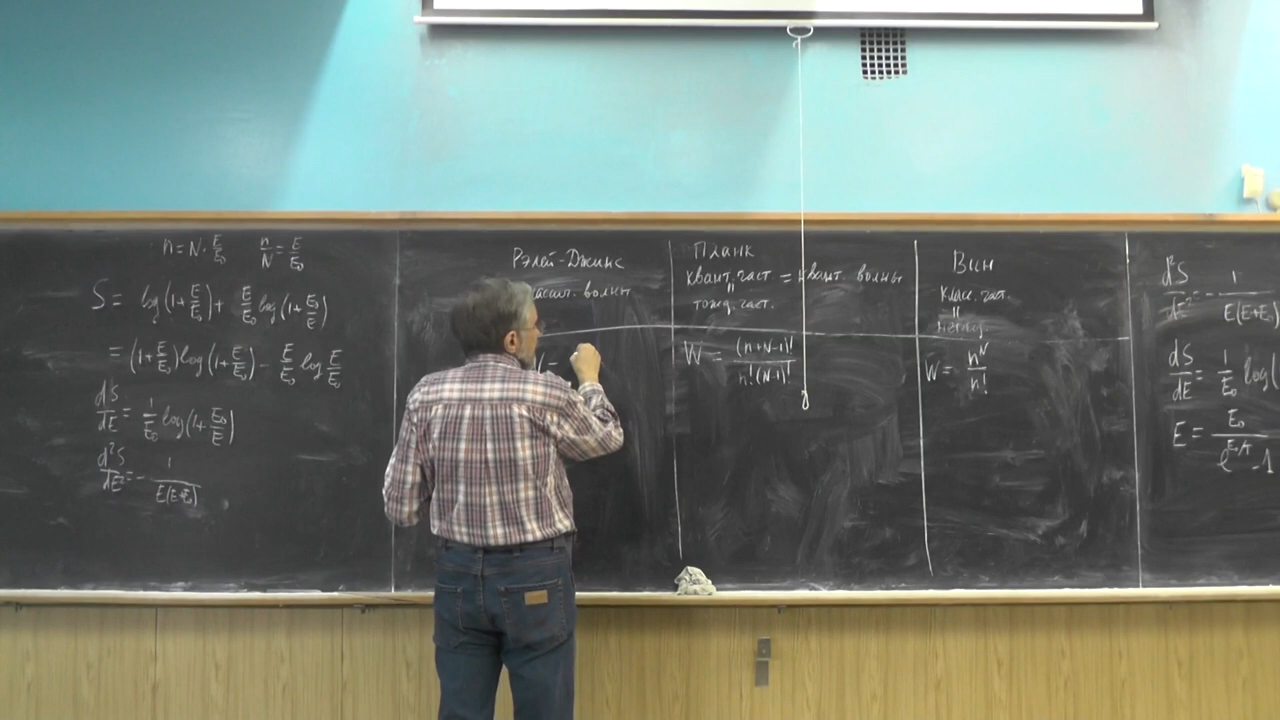 n = N · E/E₀   n/N = E/E₀
S = log(1+E/E₀) + E/E₀ log(1+E₀/E)
= (1+E/E₀) log(1+E/E₀) − E/E₀ log E/E₀
dS/dE = 1/E₀ log(1+E₀/E)
d²S/dE² = − 1/E(E+E₀)
Рэлей-Джинс
волны
Планк
квант. част = квант. волны
"
тожд. част.
W = (n+N-1)!/n!(N-1)!
Вин
класс. част.
"
W = nᴺ/n!
d²S/dE² = − 1/E(E+E₀)
dS/dE = 1/E₀ log(
E = E₀/e
-1